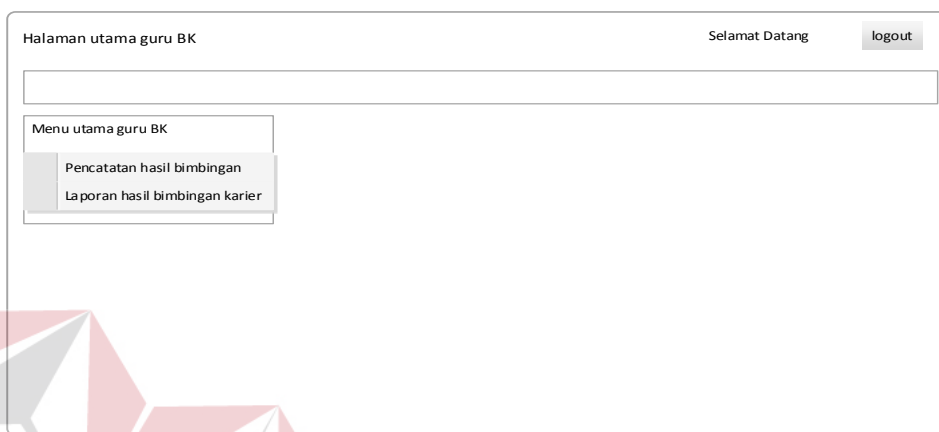 Halaman utama guru BK
Selamat Datang
logout
Menu utama guru BK
Pencatatan hasil bimbingan
Laporan hasil bimbingan karier